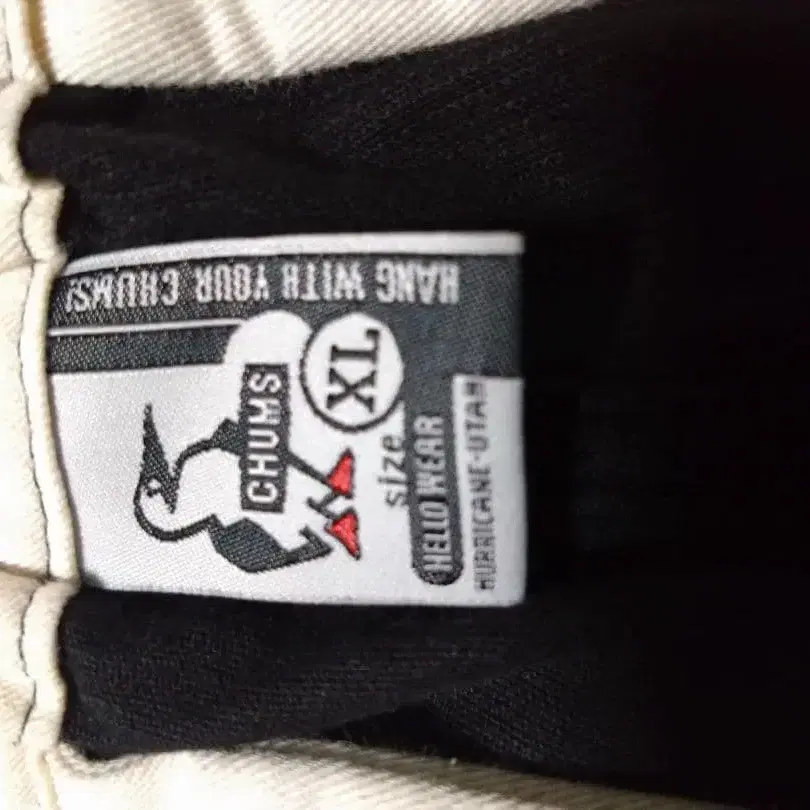 HANG WITH YOUR CHUMS!
CHUMS
XL
size
HELLO WEAR
HURRICANE-UTAH